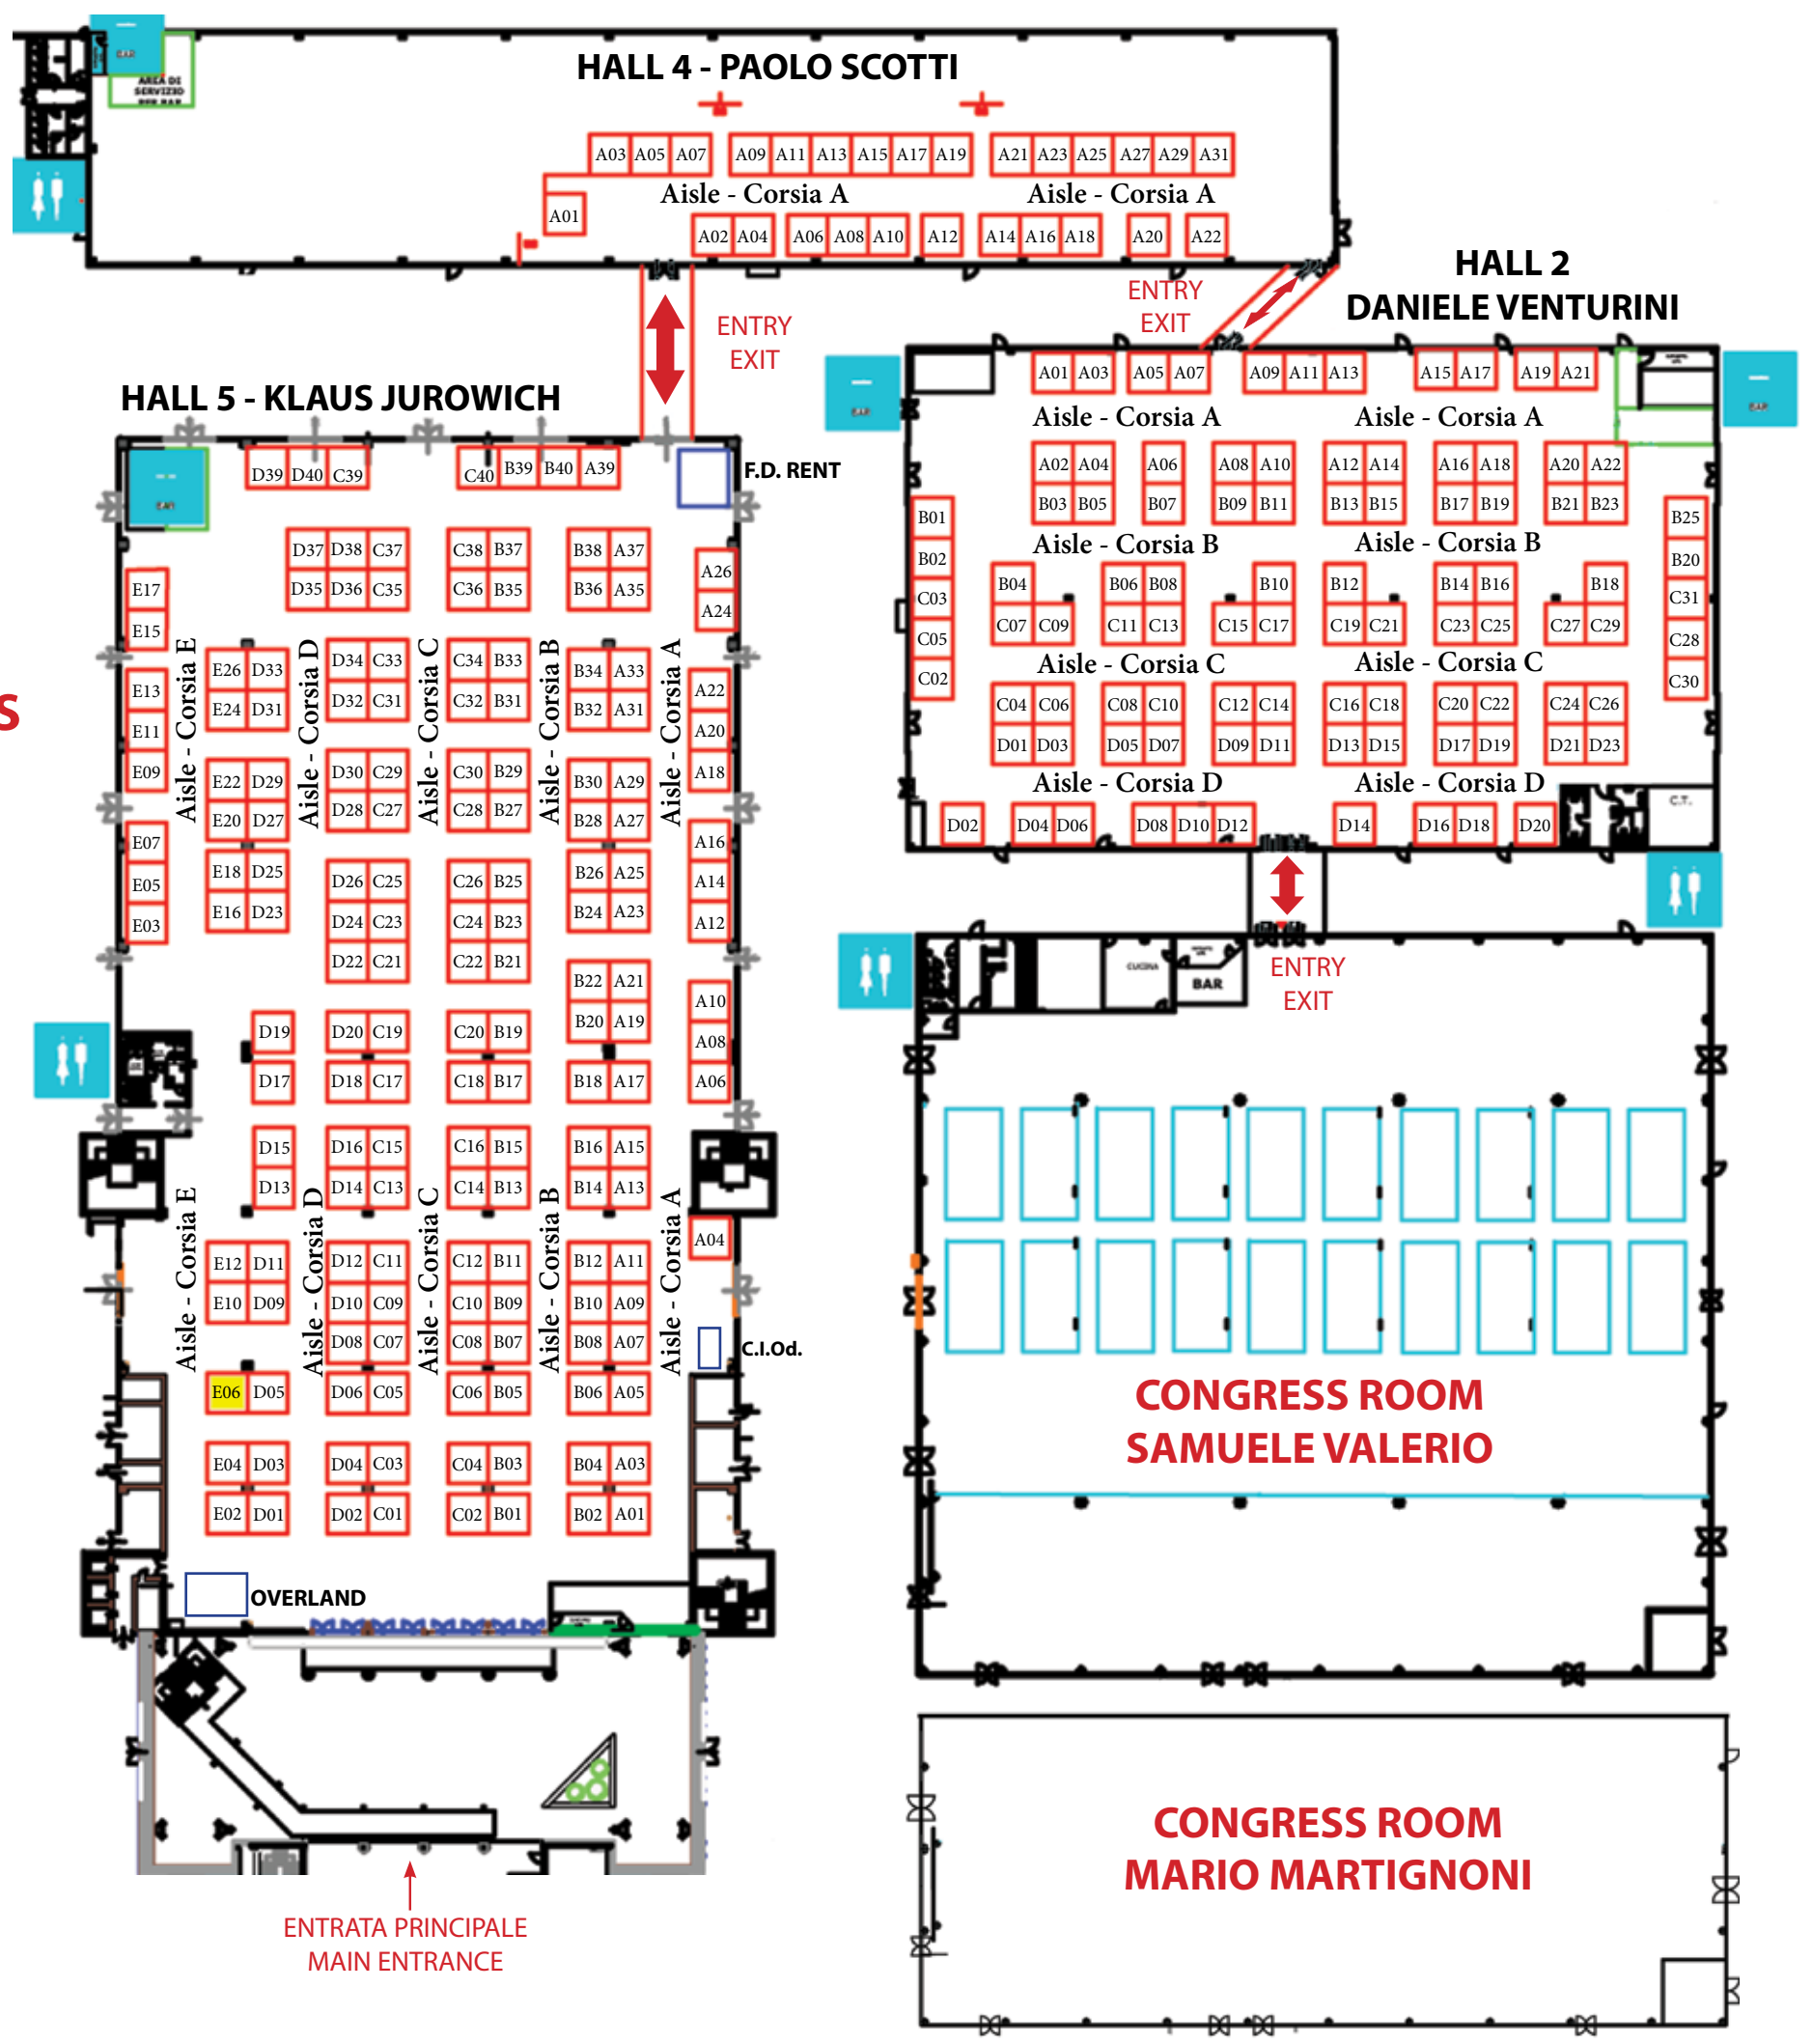 HALL 4 - PAOLO SCOTTI
BAR
AREA DI
SERVIZIO
PER BAR
A03 A05 A07 A09 A11 A13 A15 A17 A19 A21 A23 A25 A27 A29 A31
Aisle - Corsia A Aisle - Corsia A
A01
A02 A04 A06 A08 A10 A12 A14 A16 A18 A20 A22
ENTRY
EXIT
ENTRY
EXIT
HALL 2
DANIELE VENTURINI
BAR
BAR
A01 A03 A05 A07 A09 A11 A13 A15 A17 A19 A21
Aisle - Corsia A Aisle - Corsia A
A02 A04 A06 A08 A10 A12 A14 A16 A18 A20 A22
B03 B05 B07 B09 B11 B13 B15 B17 B19 B21 B23
B01 B25
Aisle - Corsia B Aisle - Corsia B
B02 B20
B04 B06 B08 B10 B12 B14 B16 B18
C03 C31
C07 C09 C11 C13 C15 C17 C19 C21 C23 C25 C27 C29
C05 C28
Aisle - Corsia C Aisle - Corsia C
C02 C30
C04 C06 C08 C10 C12 C14 C16 C18 C20 C22 C24 C26
D01 D03 D05 D07 D09 D11 D13 D15 D17 D19 D21 D23
Aisle - Corsia D Aisle - Corsia D
C.T.
D02 D04 D06 D08 D10 D12 D14 D16 D18 D20
HALL 5 - KLAUS JUROWICH
F.D. RENT
BAR
D39 D40 C39 C40 B39 B40 A39
D37 D38 C37 C38 B37 B38 A37
D35 D36 C35 C36 B35 B36 A35
A26
A24
E17
E15
S
Aisle - Corsia E
Aisle - Corsia D
Aisle - Corsia C
Aisle - Corsia B
Aisle - Corsia A
E26 D33 D34 C33 C34 B33 B34 A33
E24 D31 D32 C31 C32 B31 B32 A31
E13 A22
E11 A20
E09 A18
E22 D29 D30 C29 C30 B29 B30 A29
E20 D27 D28 C27 C28 B27 B28 A27
E07 A16
E05 A14
E03 A12
E18 D25 D26 C25 C26 B25 B26 A25
E16 D23 D24 C23 C24 B23 B24 A23
D22 C21 C22 B21 B22 A21
B20 A19
A10
A08
A06
D19 D20 C19 C20 B19
D17 D18 C17 C18 B17 B18 A17
D15 D16 C15 C16 B15 B16 A15
D13 D14 C13 C14 B13 B14 A13
Aisle - Corsia E
Aisle - Corsia D
Aisle - Corsia C
Aisle - Corsia B
Aisle - Corsia A
A04
E12 D11 D12 C11 C12 B11 B12 A11
E10 D09 D10 C09 C10 B09 B10 A09
D08 C07 C08 B07 B08 A07
C.I.Od.
E06 D05 D06 C05 C06 B05 B06 A05
E04 D03 D04 C03 C04 B03 B04 A03
E02 D01 D02 C01 C02 B01 B02 A01
OVERLAND
ENTRATA PRINCIPALE
MAIN ENTRANCE
CUCINA
BAR
ENTRY
EXIT
CONGRESS ROOM
SAMUELE VALERIO
CONGRESS ROOM
MARIO MARTIGNONI